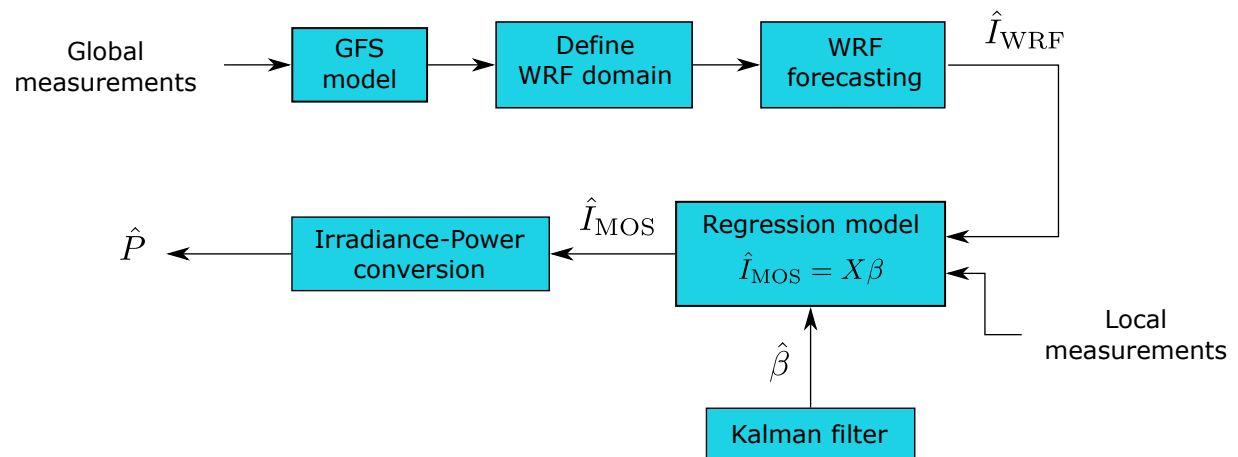 Global
measurements
GFS
model
Define
WRF domain
WRF
forecasting
Î_WRF
P̂
Irradiance-Power
conversion
Î_MOS
Regression model
Î_MOS = Xβ
Local
measurements
β̂
Kalman filter